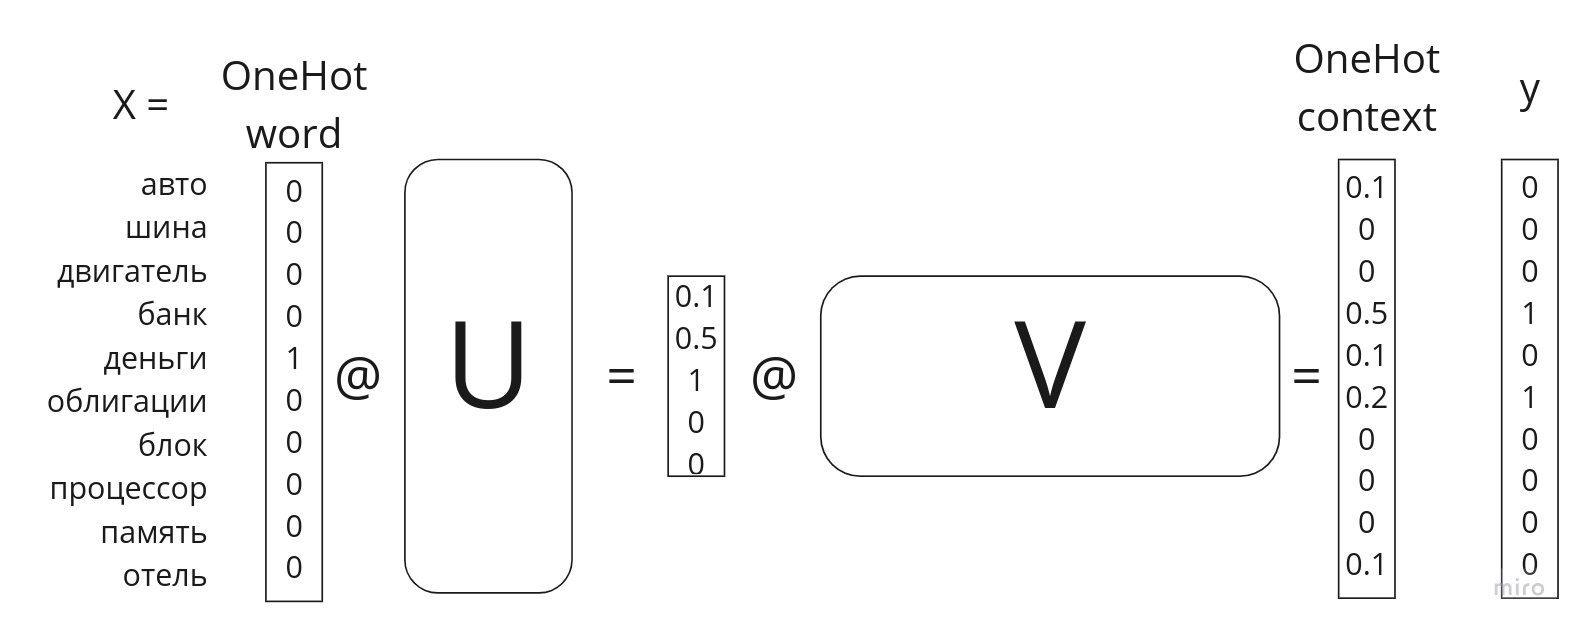 X =
OneHot
word
авто
шина
двигатель
банк
деньги
облигации
блок
процессор
память
отель
0
0
0
0
1
0
0
0
0
0
@
U
=
0.1
0.5
1
0
0
@
V
=
OneHot
context
0.1
0
0
0.5
0.1
0.2
0
0
0
0.1
y
0
0
0
1
0
1
0
0
0
0
miro